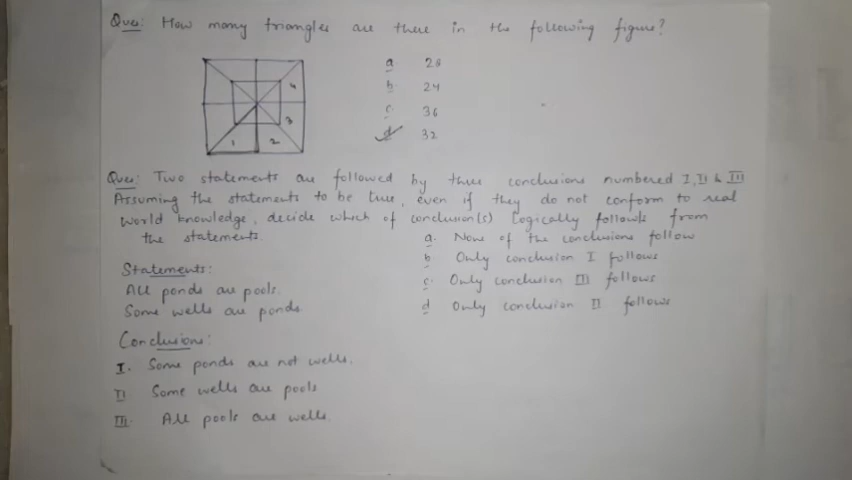 Ques: How many triangles are there in the following figure?
a 28
b. 24
c. 36
d 32
4
3
1 2
Ques: Two statements are followed by three conclusions numbered I, II & III
Assuming the statements to be true, even if they do not conform to real
world knowledge, decide which of conclusion(s) logically follows from
the statements.
a. None of the conclusions follow
b Only conclusion I follows
c. Only conclusion III follows
d Only conclusion II follows
Statements:
All ponds are pools.
Some wells are ponds.
Conclusions:
I. Some ponds are not wells.
II Some wells are pools
III. All pools are wells.